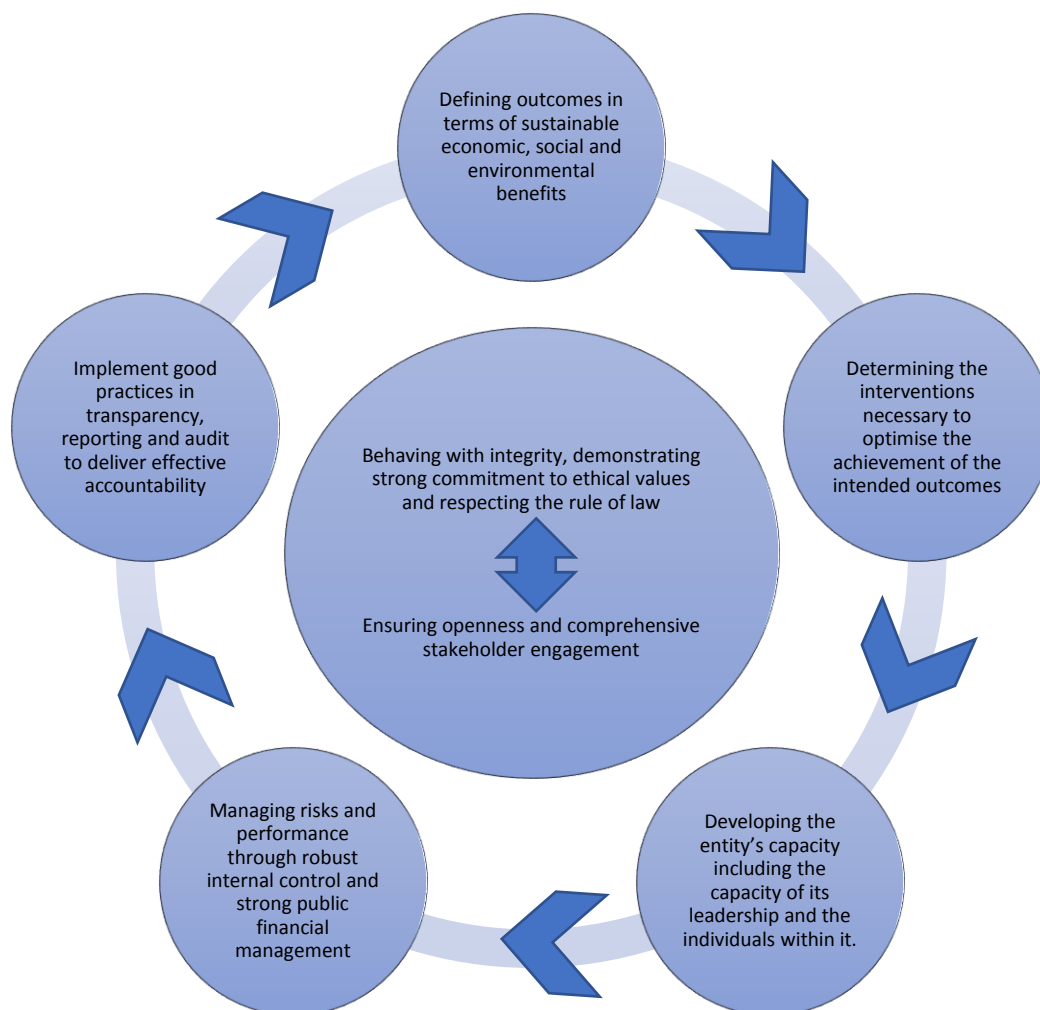 Defining outcomes in
terms of sustainable
economic, social and
environmental
benefits
Determining the
interventions
necessary to
optimise the
achievement of the
intended outcomes
Developing the
entity’s capacity
including the
capacity of its
leadership and the
individuals within it.
Managing risks and
performance
through robust
internal control and
strong public
financial
management
Implement good
practices in
transparency,
reporting and audit
to deliver effective
accountability
Behaving with integrity, demonstrating
strong commitment to ethical values
and respecting the rule of law
Ensuring openness and comprehensive
stakeholder engagement